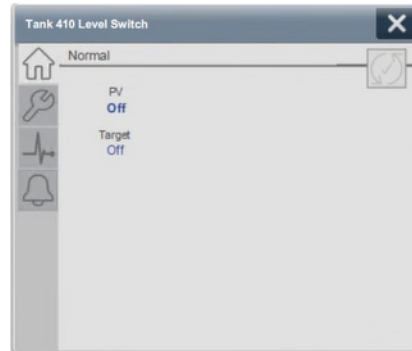 Tank 410 Level Switch
Normal
PV
Off
Target
Off